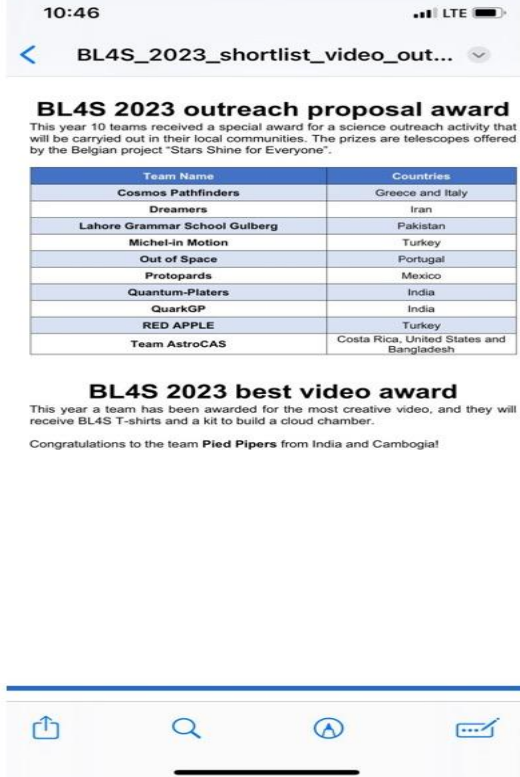 10:46
LTE
BL4S_2023_shortlist_video_out...
BL4S 2023 outreach proposal award
This year 10 teams received a special award for a science outreach activity that
will be carryied out in their local communities. The prizes are telescopes offered
by the Belgian project "Stars Shine for Everyone".
Team Name Countries
Cosmos Pathfinders Greece and Italy
Dreamers Iran
Lahore Grammar School Gulberg Pakistan
Michel-in Motion Turkey
Out of Space Portugal
Protopards Mexico
Quantum-Platers India
QuarkGP India
RED APPLE Turkey
Team AstroCAS Costa Rica, United States and
Bangladesh
BL4S 2023 best video award
This year a team has been awarded for the most creative video, and they will
receive BL4S T-shirts and a kit to build a cloud chamber.
Congratulations to the team Pied Pipers from India and Cambogia!